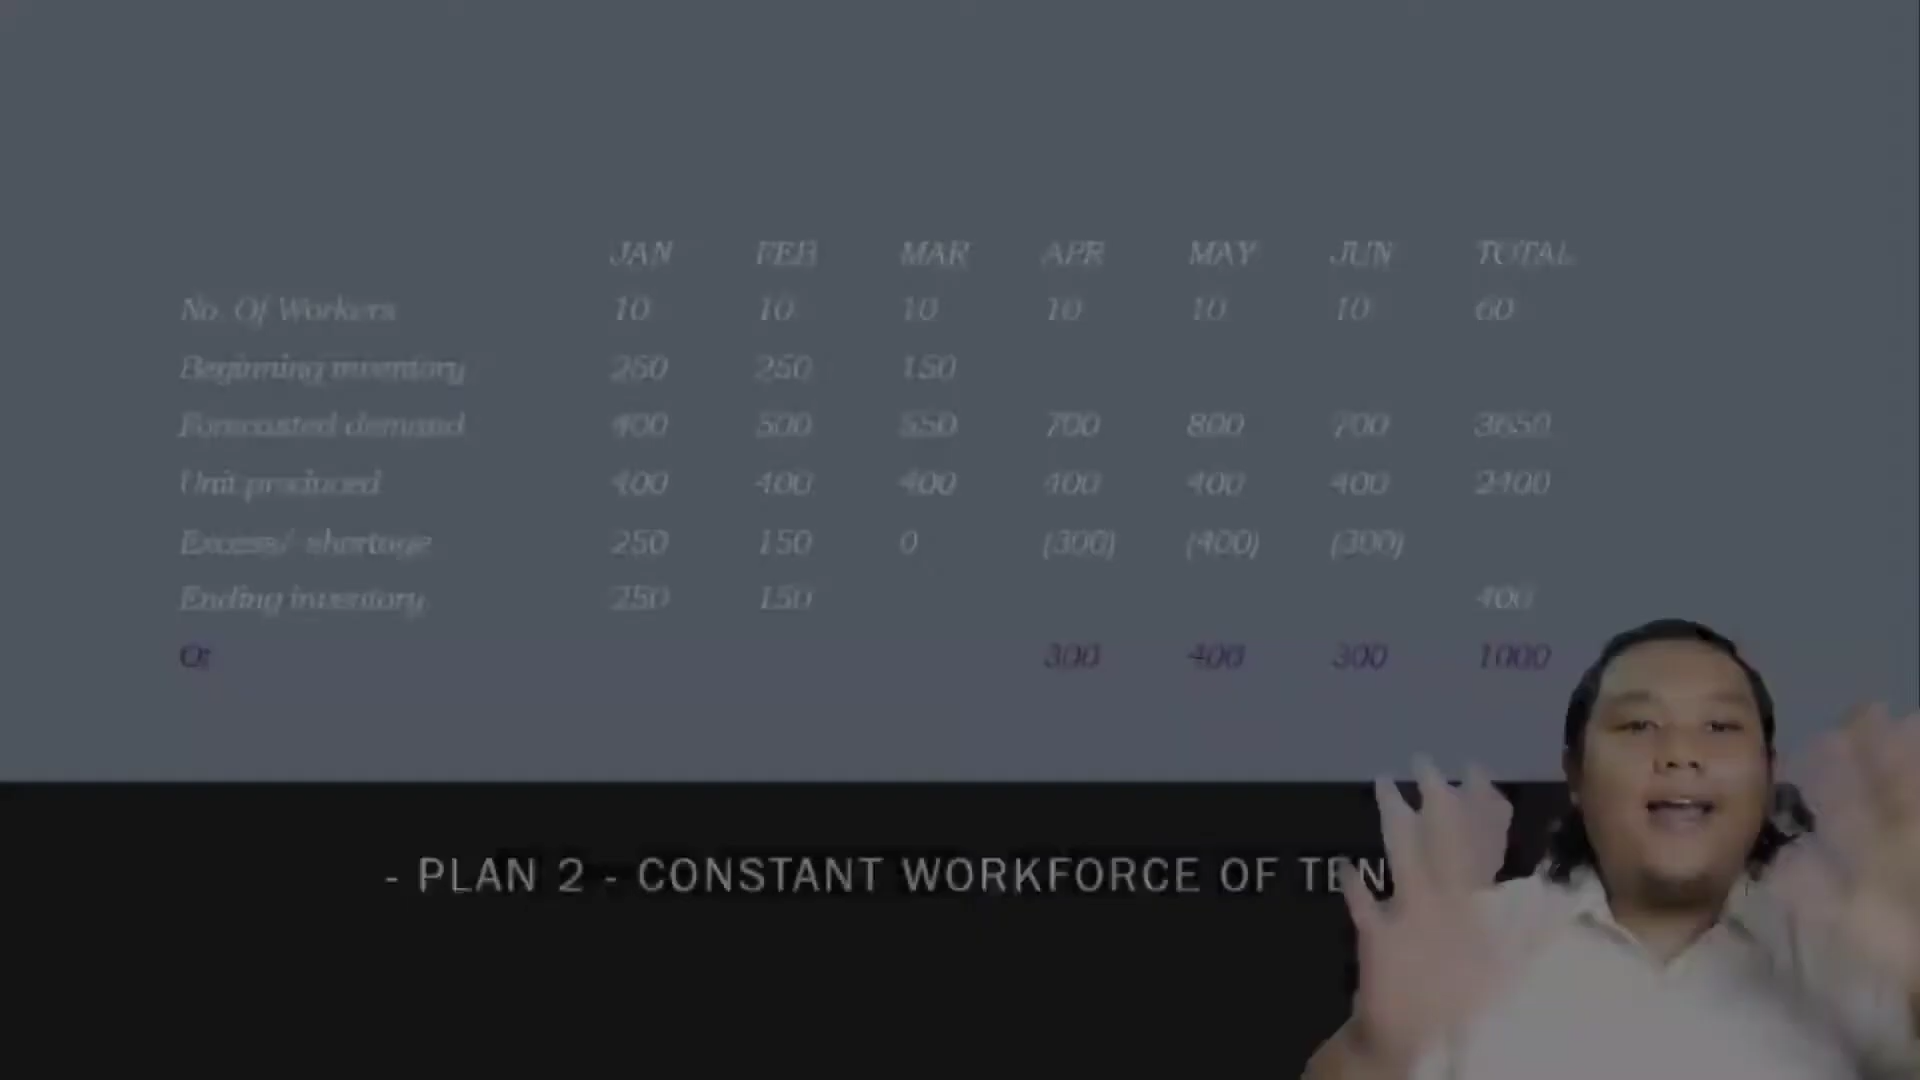 JAN FEB MAR APR MAY JUN TOTAL
No. Of Workers 10 10 10 10 10 10 60
Beginning inventory 250 250 150
Forecasted demand 400 500 550 700 800 700 3650
Unit produced 400 400 400 400 400 400 2400
Excess/ shortage 250 150 0 (300) (400) (300)
Ending inventory 250 150 400
Ot 300 400 300 1000
- PLAN 2 - CONSTANT WORKFORCE OF TEN